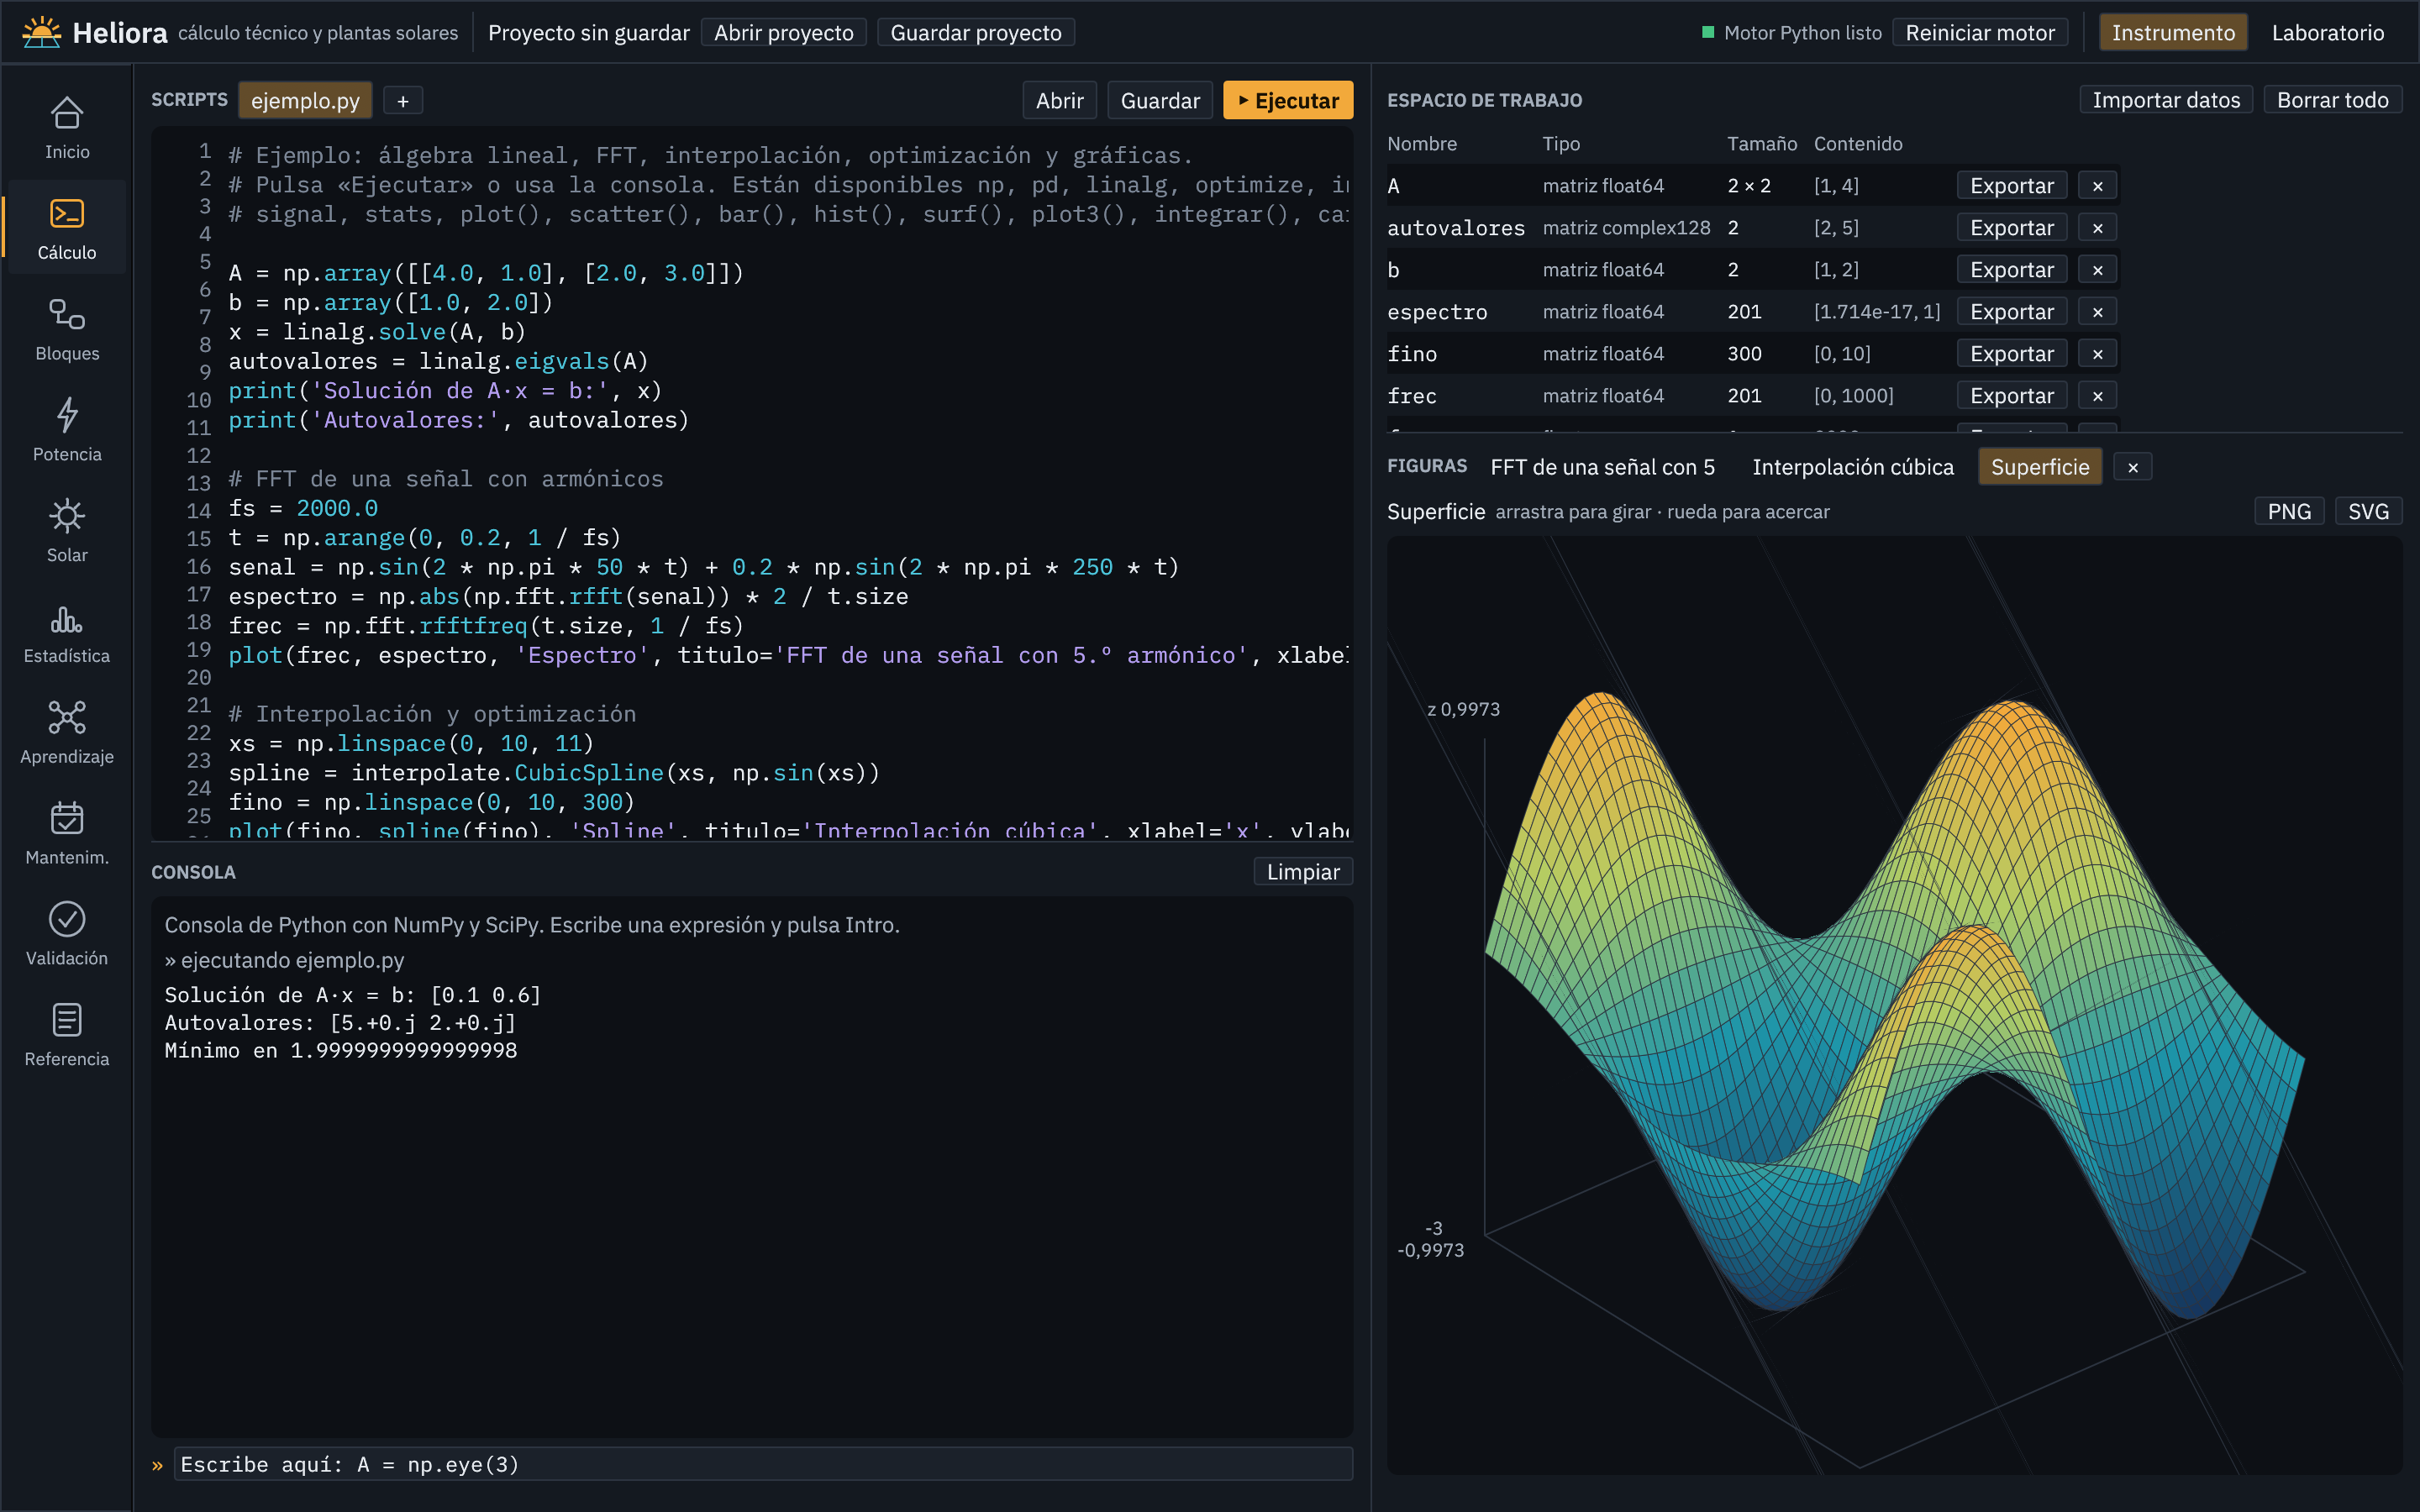 Heliora cálculo técnico y plantas solares Proyecto sin guardar Abrir proyecto Guardar proyecto Motor Python listo Reiniciar motor Instrumento Laboratorio
Inicio
Cálculo
Bloques
Potencia
Solar
Estadística
Aprendizaje
Mantenim.
Validación
Referencia
SCRIPTS ejemplo.py + Abrir Guardar ▸ Ejecutar
1 # Ejemplo: álgebra lineal, FFT, interpolación, optimización y gráficas.
2 # Pulsa «Ejecutar» o usa la consola. Están disponibles np, pd, linalg, optimize,
3 # signal, stats, plot(), scatter(), bar(), hist(), surf(), plot3(), integrar(),
4
5 A = np.array([[4.0, 1.0], [2.0, 3.0]])
6 b = np.array([1.0, 2.0])
7 x = linalg.solve(A, b)
8 autovalores = linalg.eigvals(A)
9 print('Solución de A·x = b:', x)
10 print('Autovalores:', autovalores)
11
12 # FFT de una señal con armónicos
13 fs = 2000.0
14 t = np.arange(0, 0.2, 1 / fs)
15 senal = np.sin(2 * np.pi * 50 * t) + 0.2 * np.sin(2 * np.pi * 250 * t)
16 espectro = np.abs(np.fft.rfft(senal)) * 2 / t.size
17 frec = np.fft.rfftfreq(t.size, 1 / fs)
18 plot(frec, espectro, 'Espectro', titulo='FFT de una señal con 5.º armónico', xlabel
19
20 # Interpolación y optimización
21 xs = np.linspace(0, 10, 11)
22 spline = interpolate.CubicSpline(xs, np.sin(xs))
23 fino = np.linspace(0, 10, 300)
24 plot(fino, spline(fino), 'Spline', titulo='Interpolación cúbica', xlabel='x',
25
CONSOLA Limpiar
Consola de Python con NumPy y SciPy. Escribe una expresión y pulsa Intro.
» ejecutando ejemplo.py
Solución de A·x = b: [0.1 0.6]
Autovalores: [5.+0.j 2.+0.j]
Mínimo en 1.9999999999999998
» Escribe aquí: A = np.eye(3)
ESPACIO DE TRABAJO Importar datos Borrar todo
Nombre Tipo Tamaño Contenido
A matriz float64 2 × 2 [1, 4] Exportar ×
autovalores matriz complex128 2 [2, 5] Exportar ×
b matriz float64 2 [1, 2] Exportar ×
espectro matriz float64 201 [1.714e-17, 1] Exportar ×
fino matriz float64 300 [0, 10] Exportar ×
frec matriz float64 201 [0, 1000] Exportar ×
FIGURAS FFT de una señal con 5 Interpolación cúbica Superficie ×
Superficie arrastra para girar · rueda para acercar PNG SVG
z 0,9973
-3
-0,9973